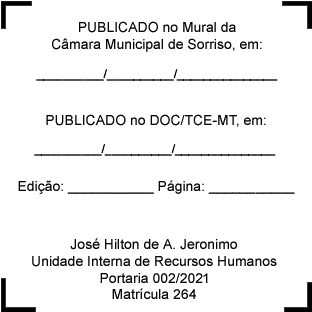 PUBLICADO no Mural da
Câmara Municipal de Sorriso, em:
_________/_________/_____________
PUBLICADO no DOC/TCE-MT, em:
_________/_________/_____________
Edição: ___________ Página: ___________
José Hilton de A. Jeronimo
Unidade Interna de Recursos Humanos
Portaria 002/2021
Matrícula 264